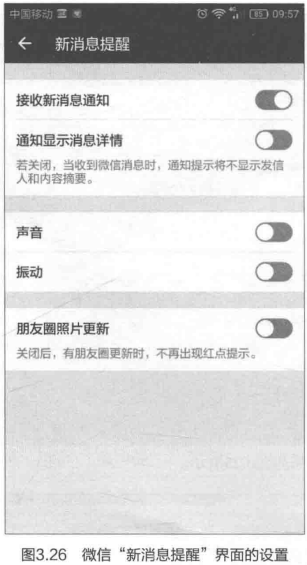 中国移动 4G 85 09:57
← 新消息提醒
接收新消息通知
通知显示消息详情
若关闭，当收到微信消息时，通知提示将不显示发信
人和内容摘要。
声音
振动
朋友圈照片更新
关闭后，有朋友圈更新时，不再出现红点提示。
图3.26 微信“新消息提醒”界面的设置